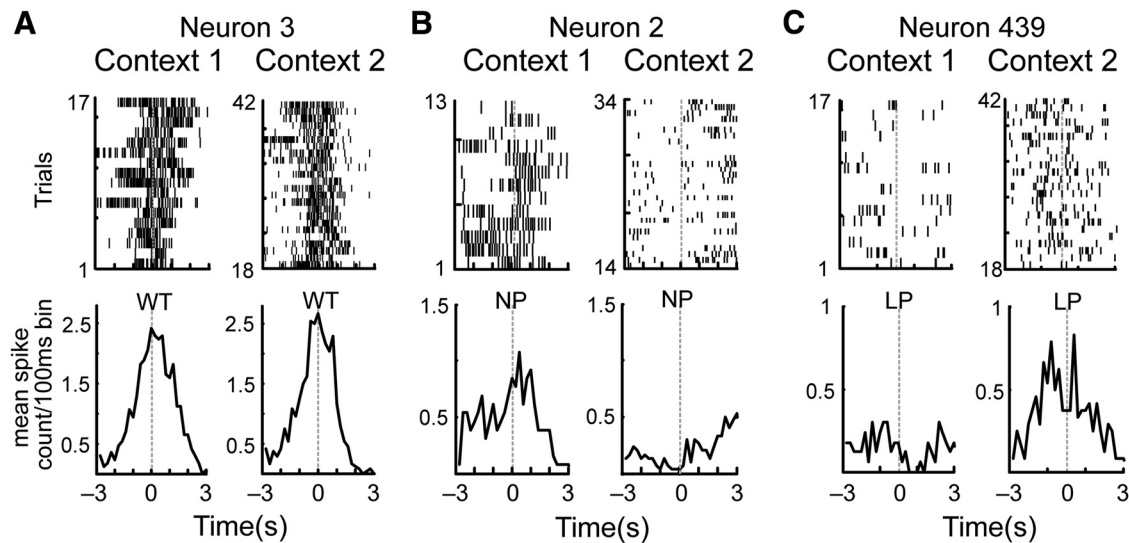 A
Neuron 3
Context 1
Context 2
Trials
17
1
42
18
mean spike
count/100ms bin
WT
2.5
1.5
0.5
WT
2.5
1.5
0.5
–3
0
3
–3
0
3
Time(s)
B
Neuron 2
Context 1
Context 2
13
1
34
14
NP
1.5
0.5
NP
1.5
0.5
–3
0
3
–3
0
3
Time(s)
C
Neuron 439
Context 1
Context 2
17
1
42
18
LP
1
0.5
LP
1
0.5
–3
0
3
–3
0
3
Time(s)